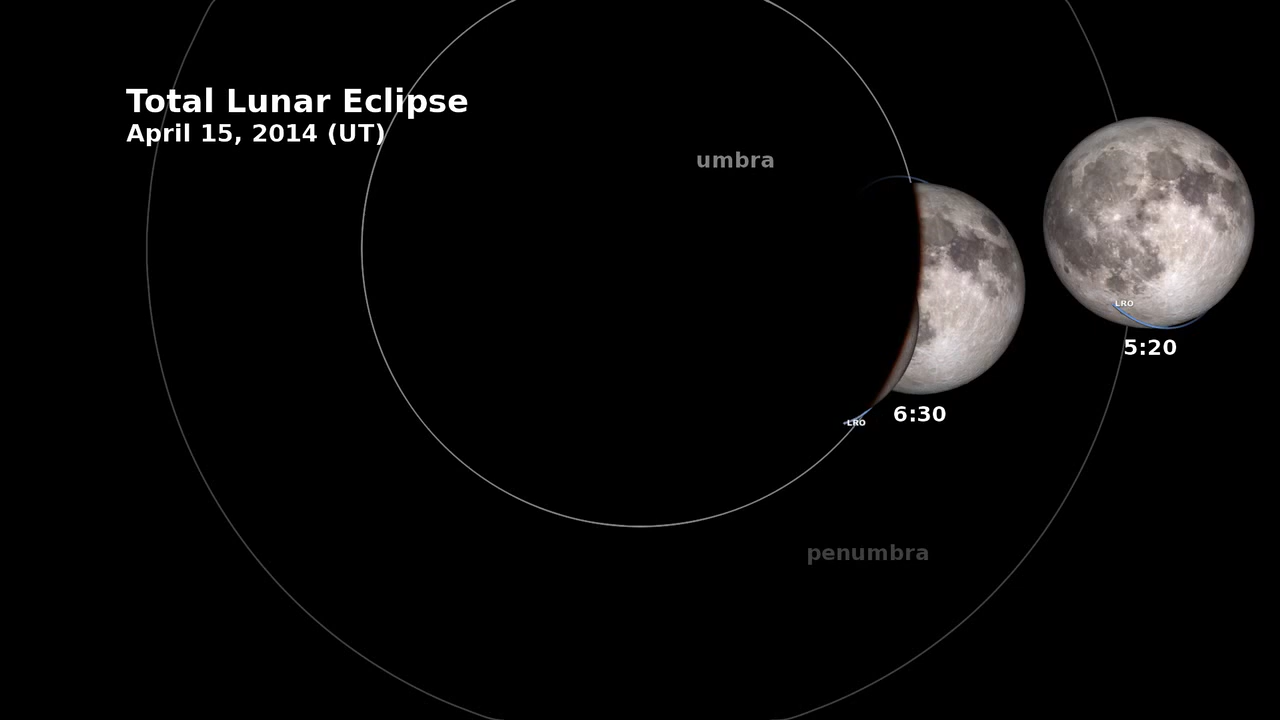 Total Lunar Eclipse
April 15, 2014 (UT)
umbra
LRO
5:20
6:30
LRO
penumbra